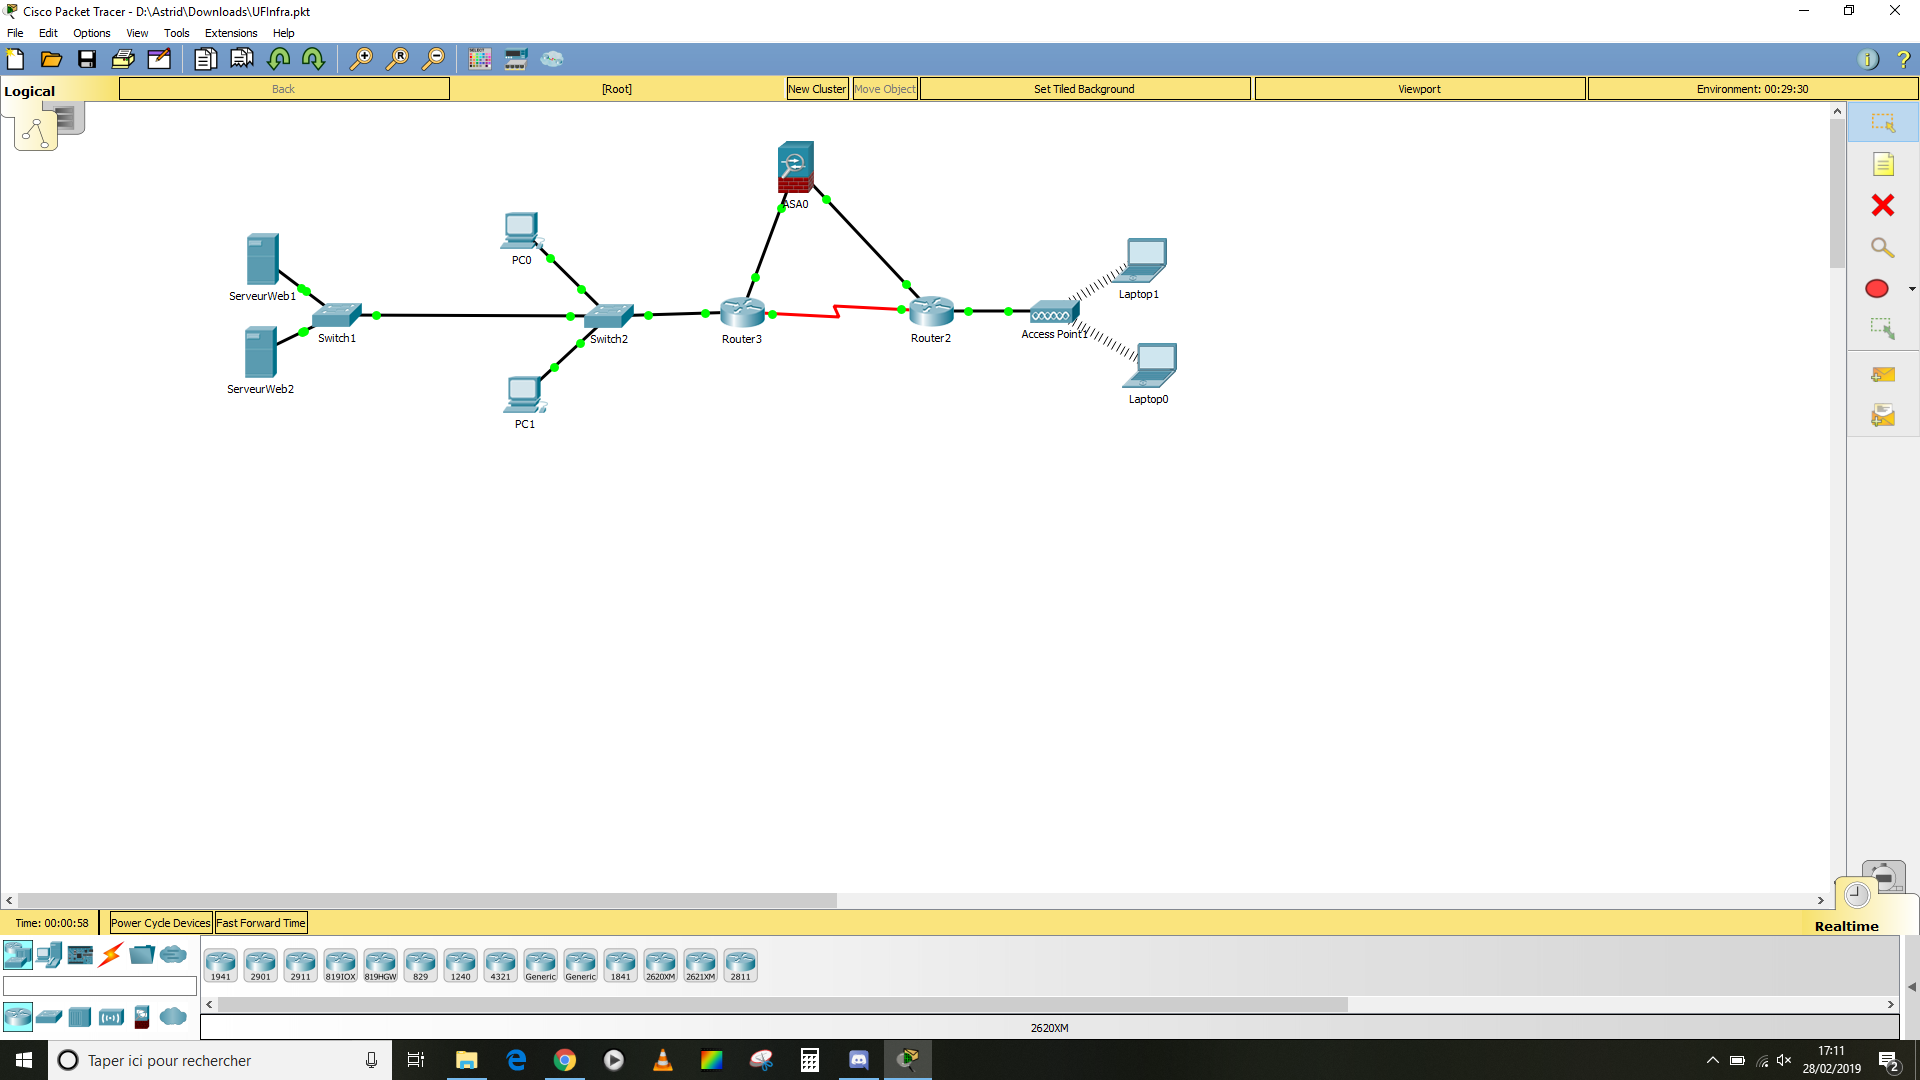 Cisco Packet Tracer - D:\Astrid\Downloads\UFInfra.pkt
File Edit Options View Tools Extensions Help
Logical Back [Root] New Cluster Move Object Set Tiled Background Viewport Environment: 00:29:30
ASA0
PC0
ServeurWeb1
Laptop1
Switch1
Switch2
Router3
Router2
Access Point1
ServeurWeb2
Laptop0
PC1
Time: 00:00:58 Power Cycle Devices Fast Forward Time
Realtime
1941 2901 2911 819IOX 819HGW 829 1240 4321 Generic Generic 1841 2620XM 2621XM 2811
2620XM
Taper ici pour rechercher
17:11
28/02/2019
2